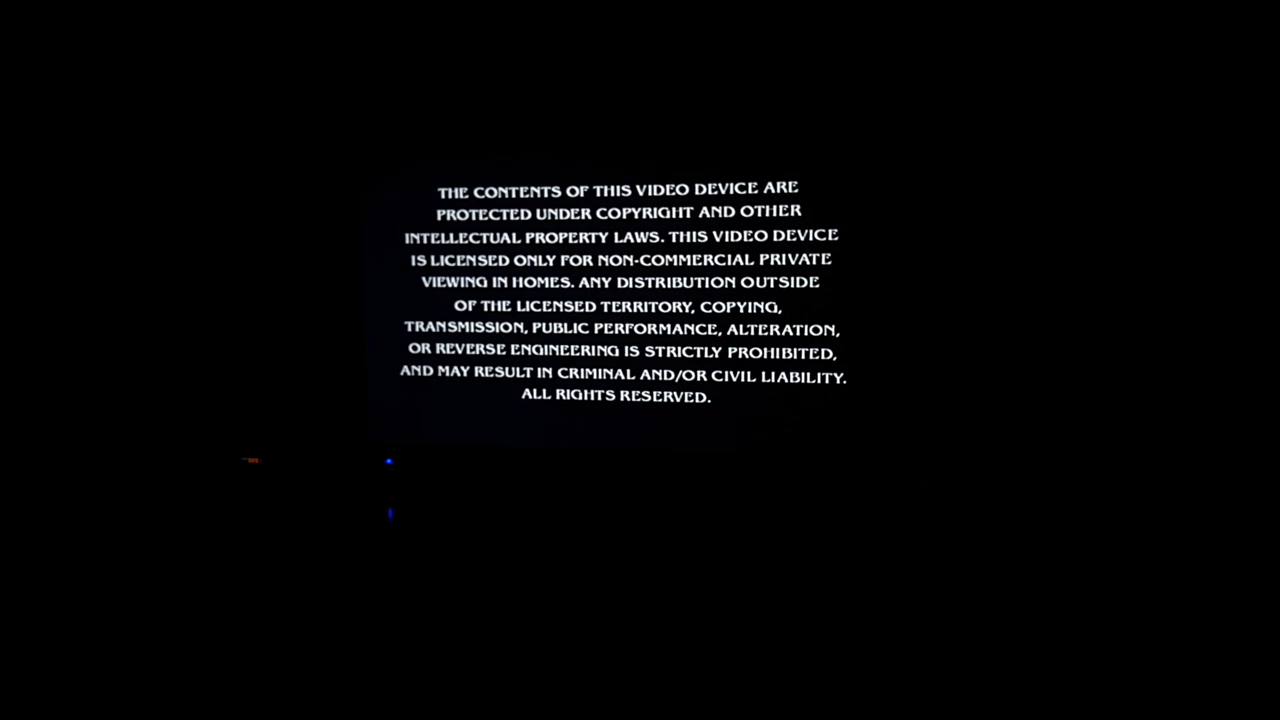 THE CONTENTS OF THIS VIDEO DEVICE ARE
PROTECTED UNDER COPYRIGHT AND OTHER
INTELLECTUAL PROPERTY LAWS. THIS VIDEO DEVICE
IS LICENSED ONLY FOR NON-COMMERCIAL PRIVATE
VIEWING IN HOMES. ANY DISTRIBUTION OUTSIDE
OF THE LICENSED TERRITORY, COPYING,
TRANSMISSION, PUBLIC PERFORMANCE, ALTERATION,
OR REVERSE ENGINEERING IS STRICTLY PROHIBITED,
AND MAY RESULT IN CRIMINAL AND/OR CIVIL LIABILITY.
ALL RIGHTS RESERVED.